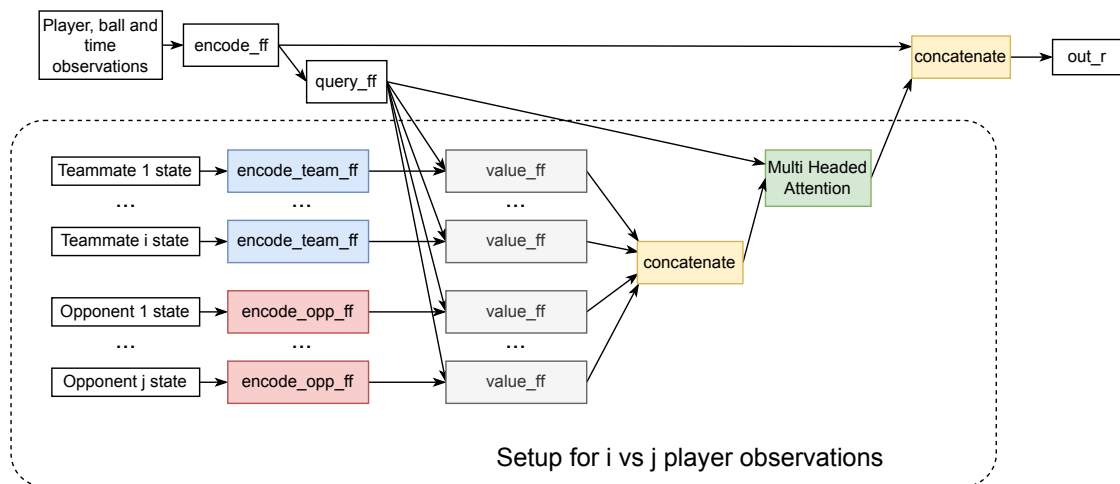 Player, ball and
time
observations
encode_ff
query_ff
concatenate
out_r
Teammate 1 state
encode_team_ff
value_ff
...
...
...
Teammate i state
encode_team_ff
value_ff
Multi Headed
Attention
concatenate
Opponent 1 state
encode_opp_ff
value_ff
...
...
...
Opponent j state
encode_opp_ff
value_ff
Setup for i vs j player observations